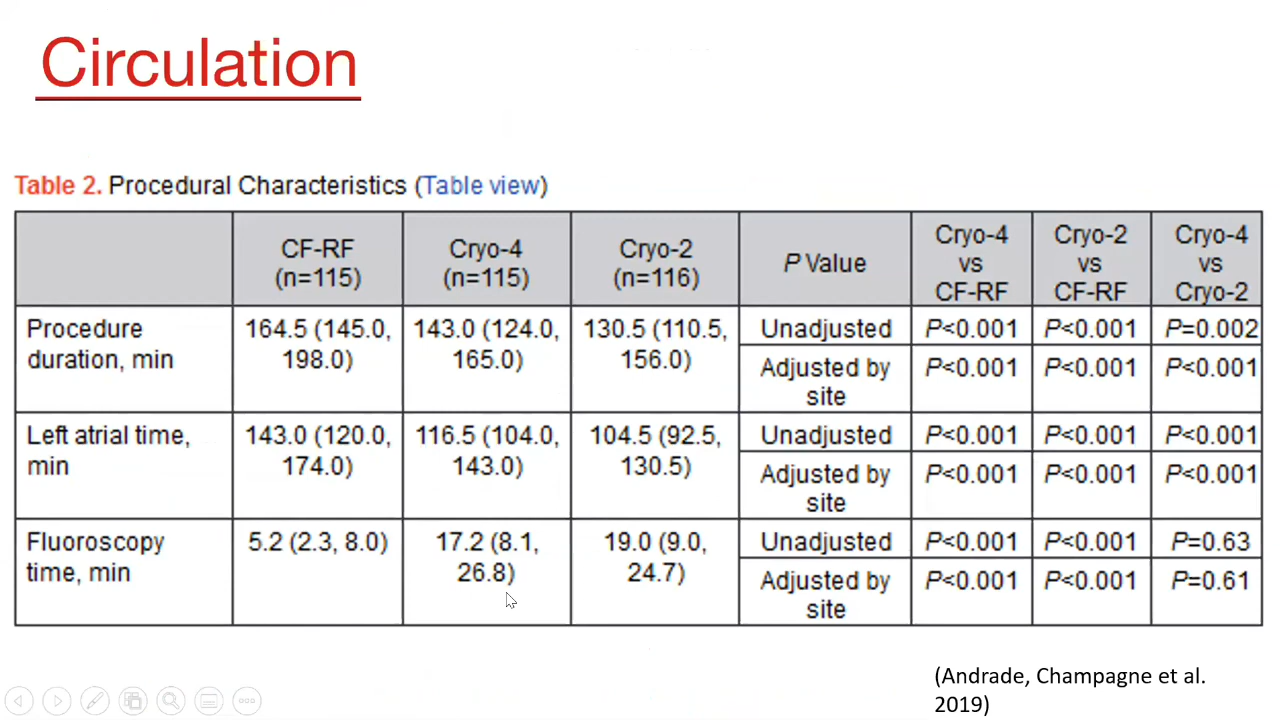 Circulation
Table 2. Procedural Characteristics (Table view)
CF-RF
(n=115)
Cryo-4
(n=115)
Cryo-2
(n=116)
P Value
Cryo-4
vs
CF-RF
Cryo-2
vs
CF-RF
Cryo-4
vs
Cryo-2
Procedure
duration, min
164.5 (145.0,
198.0)
143.0 (124.0,
165.0)
130.5 (110.5,
156.0)
Unadjusted
P<0.001
P<0.001
P=0.002
Adjusted by
site
P<0.001
P<0.001
P<0.001
Left atrial time,
min
143.0 (120.0,
174.0)
116.5 (104.0,
143.0)
104.5 (92.5,
130.5)
Unadjusted
P<0.001
P<0.001
P<0.001
Adjusted by
site
P<0.001
P<0.001
P<0.001
Fluoroscopy
time, min
5.2 (2.3, 8.0)
17.2 (8.1,
26.8)
19.0 (9.0,
24.7)
Unadjusted
P<0.001
P<0.001
P=0.63
Adjusted by
site
P<0.001
P<0.001
P=0.61
(Andrade, Champagne et al.
2019)